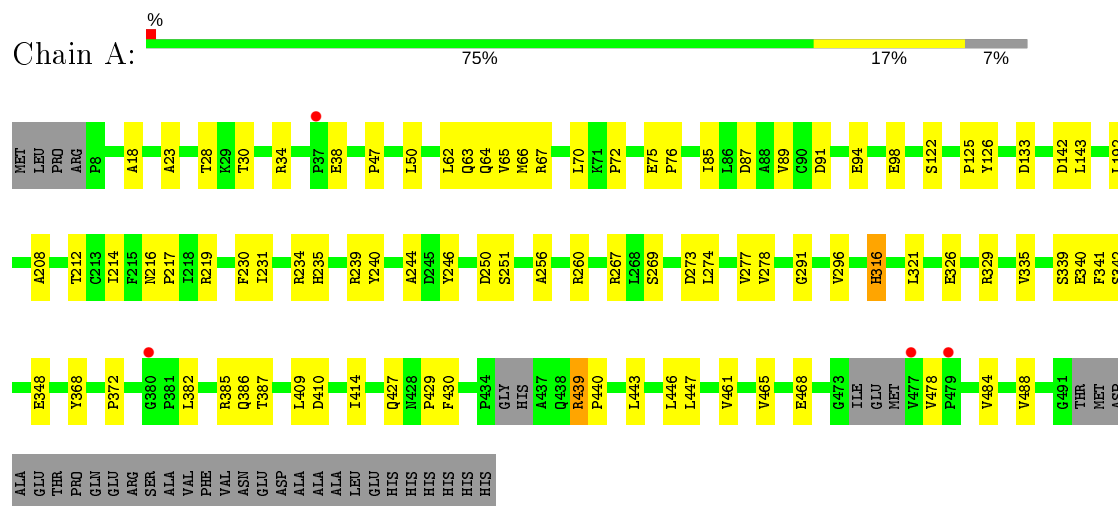 %
Chain A:
75% 17% 7%
MET LEU PRO ARG P8 A18 A23 T28 K29 T30 R34 P37 E38 P47 L50 L62 Q63 Q64 V65 M66 R67 L70 K71 P72 E75 P76 I85 L86 D87 A88 V89 C90 D91 E94 E98 S122 P125 Y126 D133 D142 L143
A208 T212 C213 I214 F215 N216 P217 I218 R219 F230 I231 R234 H235 R239 Y240 A244 D245 Y246 D250 S251 A256 R260 R267 L268 S269 D273 L274 V277 V278 G291 V296 H316 L321 E326 R329 V335 S339 E340 F341
E348 Y368 P372 G380 P381 L382 R385 Q386 T387 L409 D410 I414 Q427 N428 P429 F430 P434 GLY HIS A437 Q438 R439 P440 L443 L446 L447 V461 V465 E468 G473 ILE GLU MET V477 V478 P479 V484 V488 G491 THR MET ASP
ALA GLU THR PRO GLN GLU ARG SER ALA VAL PHE VAL ASN GLU ASP ALA ALA ALA LEU GLU HIS HIS HIS HIS HIS HIS